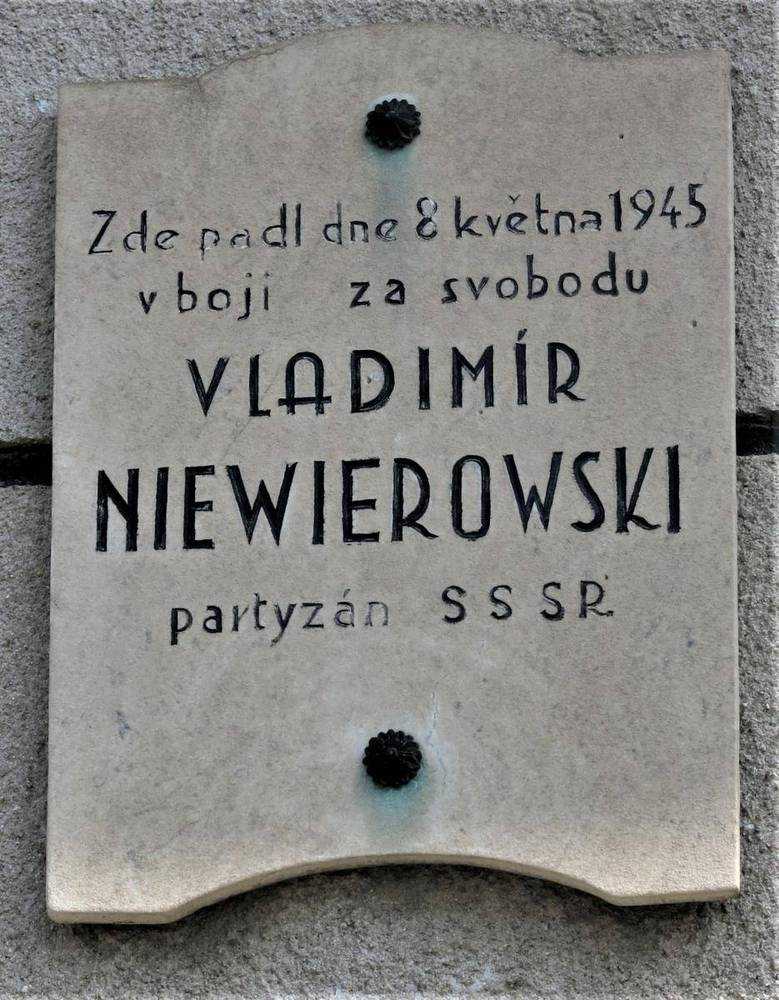 Zde padl dne 8 května 1945
v boji za svobodu
VLADIMÍR
NIEWIEROWSKI
partyzán SSSR